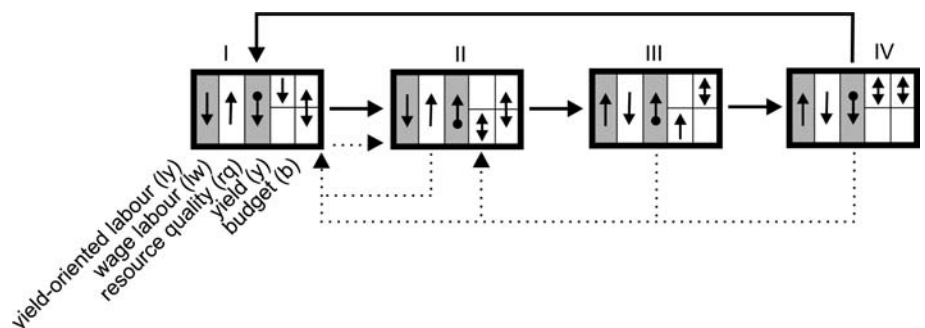 I
II
III
IV
yield-oriented labour (ly)
wage labour (lw)
resource quality (rq)
yield (y)
budget (b)